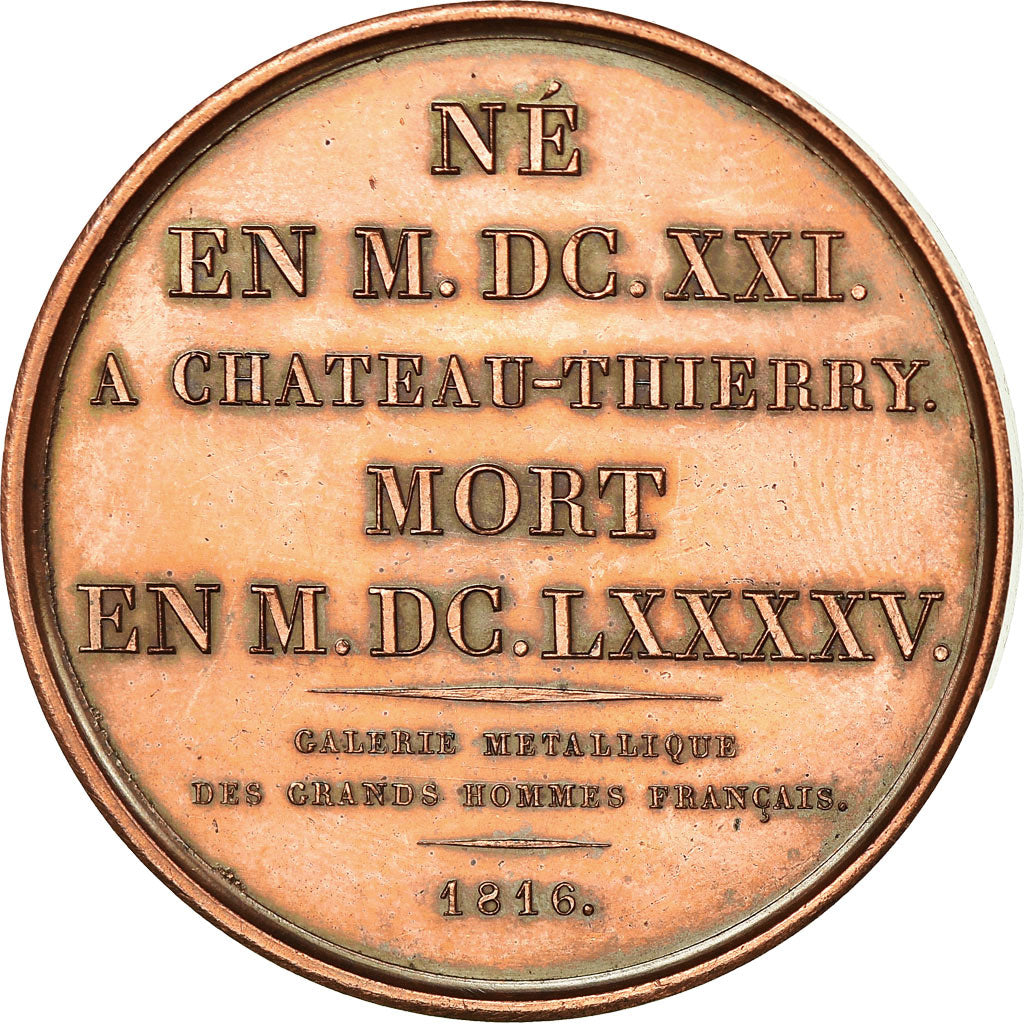 NÉ
EN M. DC. XXI.
A CHATEAU-THIERRY.
MORT
EN M. DC. LXXXXV.
GALERIE METALLIQUE
DES GRANDS HOMMES FRANÇAIS.
1816.